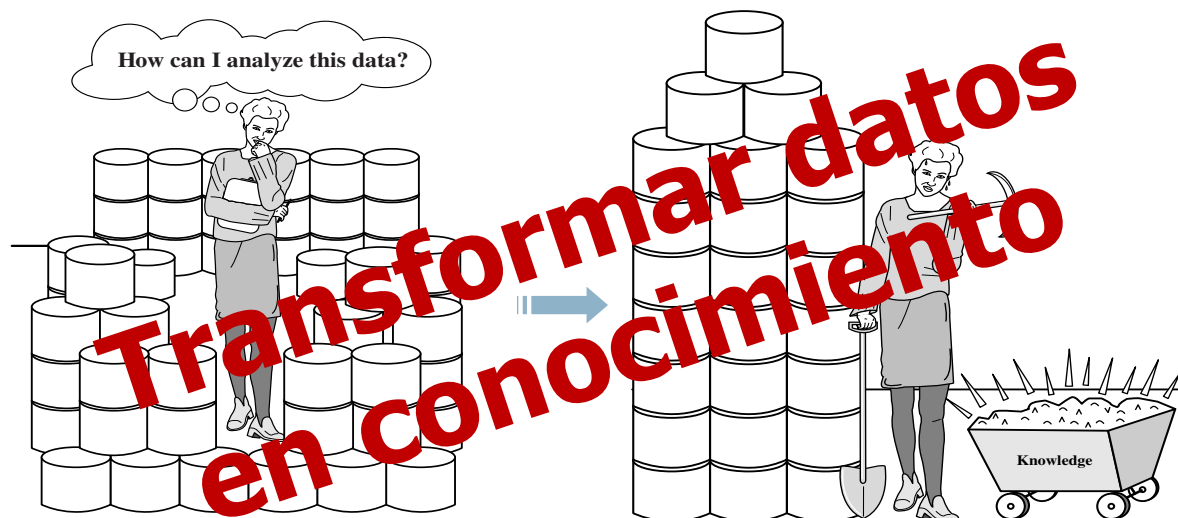 How can I analyze this data?
Transformar datos
en conocimiento
Knowledge